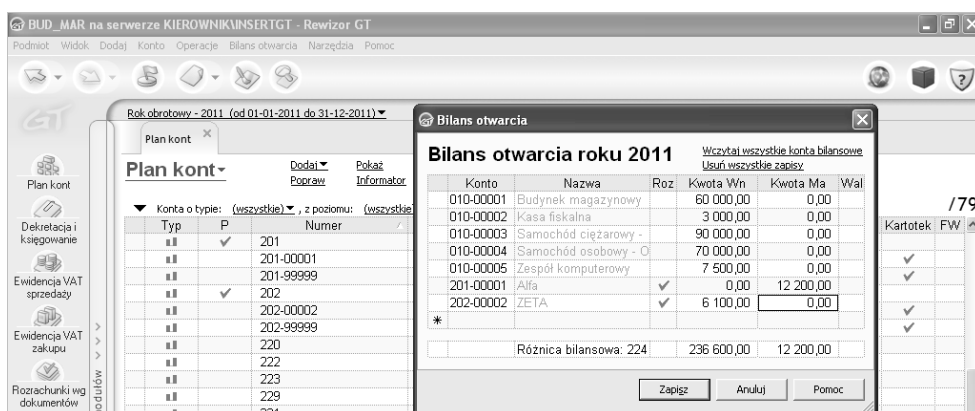 BUD_MAR na serwerze KIEROWNIK\INSERTGT - Rewizor GT
Podmiot Widok Dodaj Konto Operacje Bilans otwarcia Narzędzia Pomoc
GT
Rok obrotowy - 2011 (od 01-01-2011 do 31-12-2011)
Plan kont
Plan kont
Dodaj Pokaż
Popraw Informator
Konta o typie: (wszystkie), z poziomu: (wszystkie
Typ P Numer
201
201-00001
201-99999
202
202-00002
202-99999
220
222
223
229
Plan kont
Dekretacja i
księgowanie
Ewidencja VAT
sprzedaży
Ewidencja VAT
zakupu
Rozrachunki wg
dokumentów
odułów
Bilans otwarcia
Bilans otwarcia roku 2011
Wczytaj wszystkie konta bilansowe
Usuń wszystkie zapisy
Konto Nazwa Roz Kwota Wn Kwota Ma Wal
010-00001 Budynek magazynowy 60 000,00 0,00
010-00002 Kasa fiskalna 3 000,00 0,00
010-00003 Samochód ciężarowy - 90 000,00 0,00
010-00004 Samochód osobowy - O 70 000,00 0,00
010-00005 Zespół komputerowy 7 500,00 0,00
201-00001 Alfa 0,00 12 200,00
202-00002 ZETA 6 100,00 0,00
*
Różnica bilansowa: 224 236 600,00 12 200,00
Zapisz Anuluj Pomoc
/79
Kartotek FW